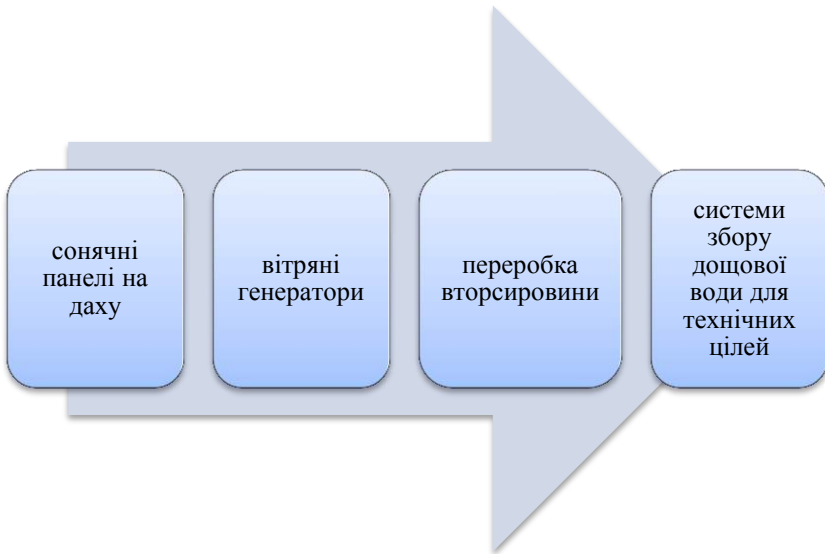 сонячні
панелі на
даху
вітряні
генератори
переробка
вторсировини
системи
збору
дощової
води для
технічних
цілей